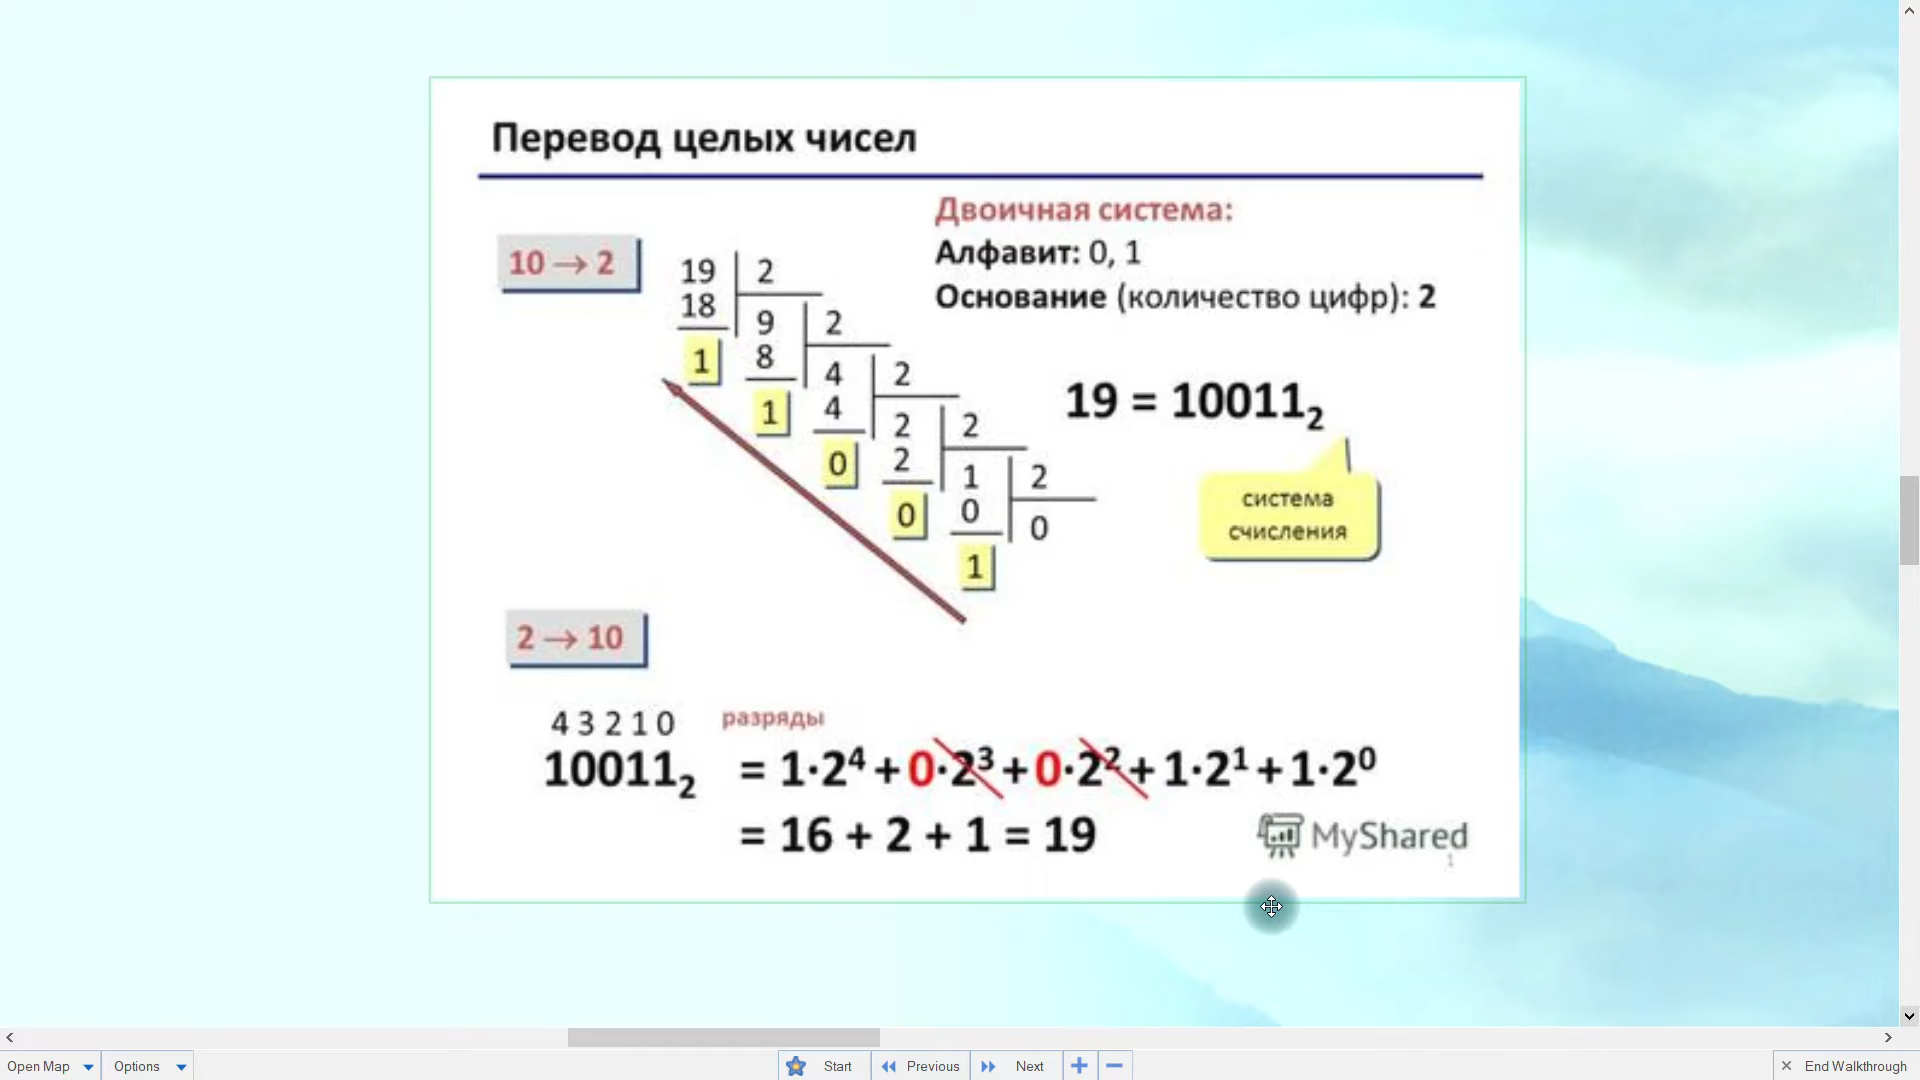 Перевод целых чисел
Двоичная система:
Алфавит: 0, 1
Основание (количество цифр): 2
10 → 2
19 2
18 9 2
1 8 4 2
1 4 2 2
0 2 1 2
0 0 0
1
19 = 10011₂
система
счисления
2 → 10
4 3 2 1 0 разряды
10011₂ = 1·2⁴ + 0·2³ + 0·2² + 1·2¹ + 1·2⁰
= 16 + 2 + 1 = 19
MyShared
1
Open Map Options Start Previous Next End Walkthrough